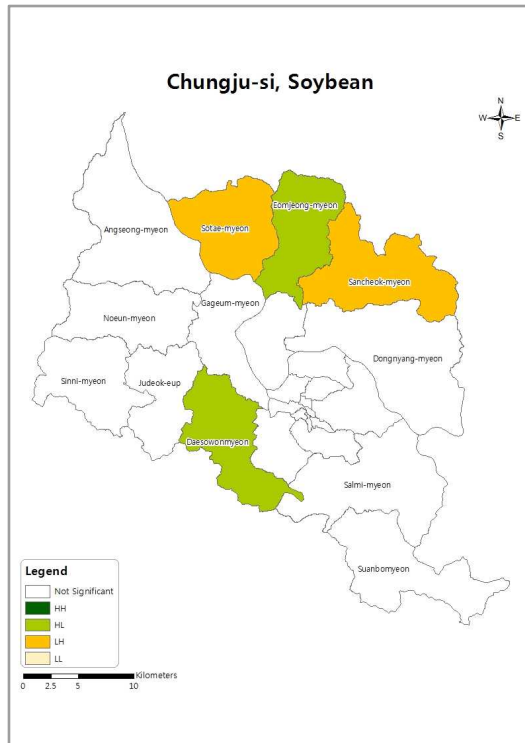 Chungju-si, Soybean
N
W E
S
Eomjeong-myeon
Sotae-myeon
Angseong-myeon
Sancheok-myeon
Gageum-myeon
Noeun-myeon
Dongnyang-myeon
Sinni-myeon
Judeok-eup
Daesowonmyeon
Salmi-myeon
Suanbomyeon
Legend
Not Significant
HH
HL
LH
LL
Kilometers
0 2.5 5 10